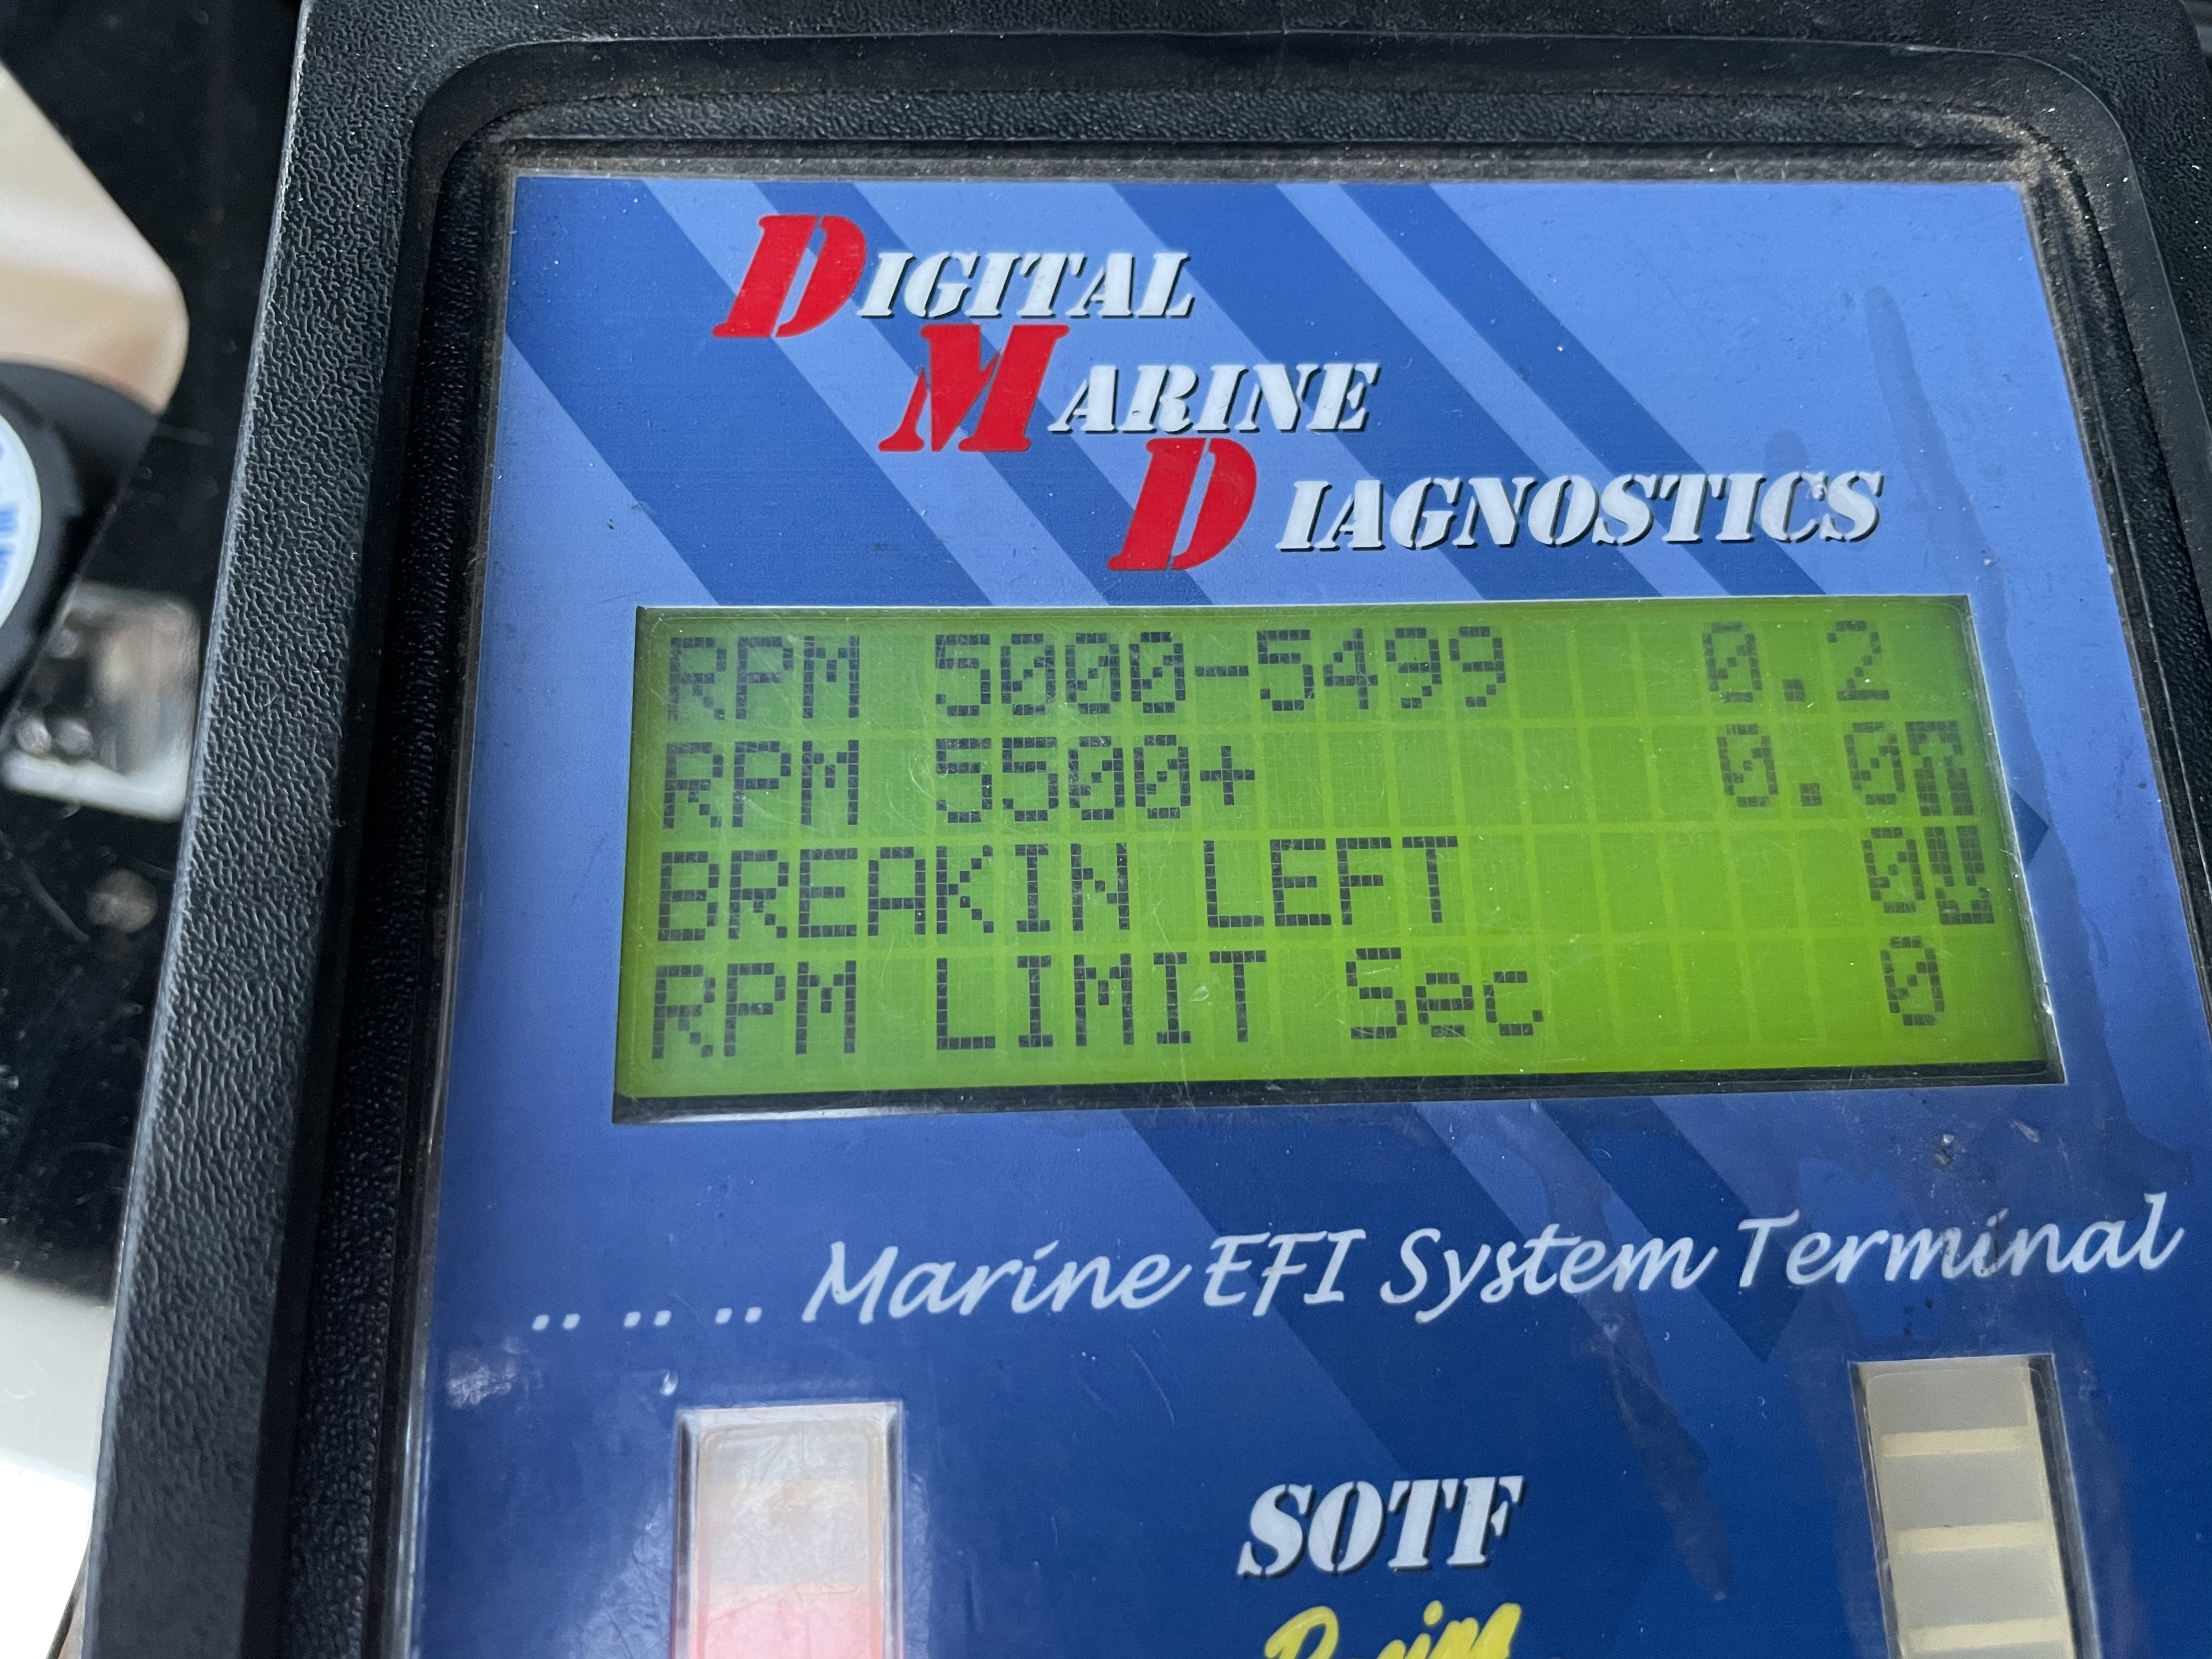 DIGITAL
MARINE
DIAGNOSTICS
RPM 5000-5499 0.2
RPM 5500+ 0.0
BREAKIN LEFT 0
RPM LIMIT Sec 0
.. .. .. Marine EFI System Terminal
SOTF